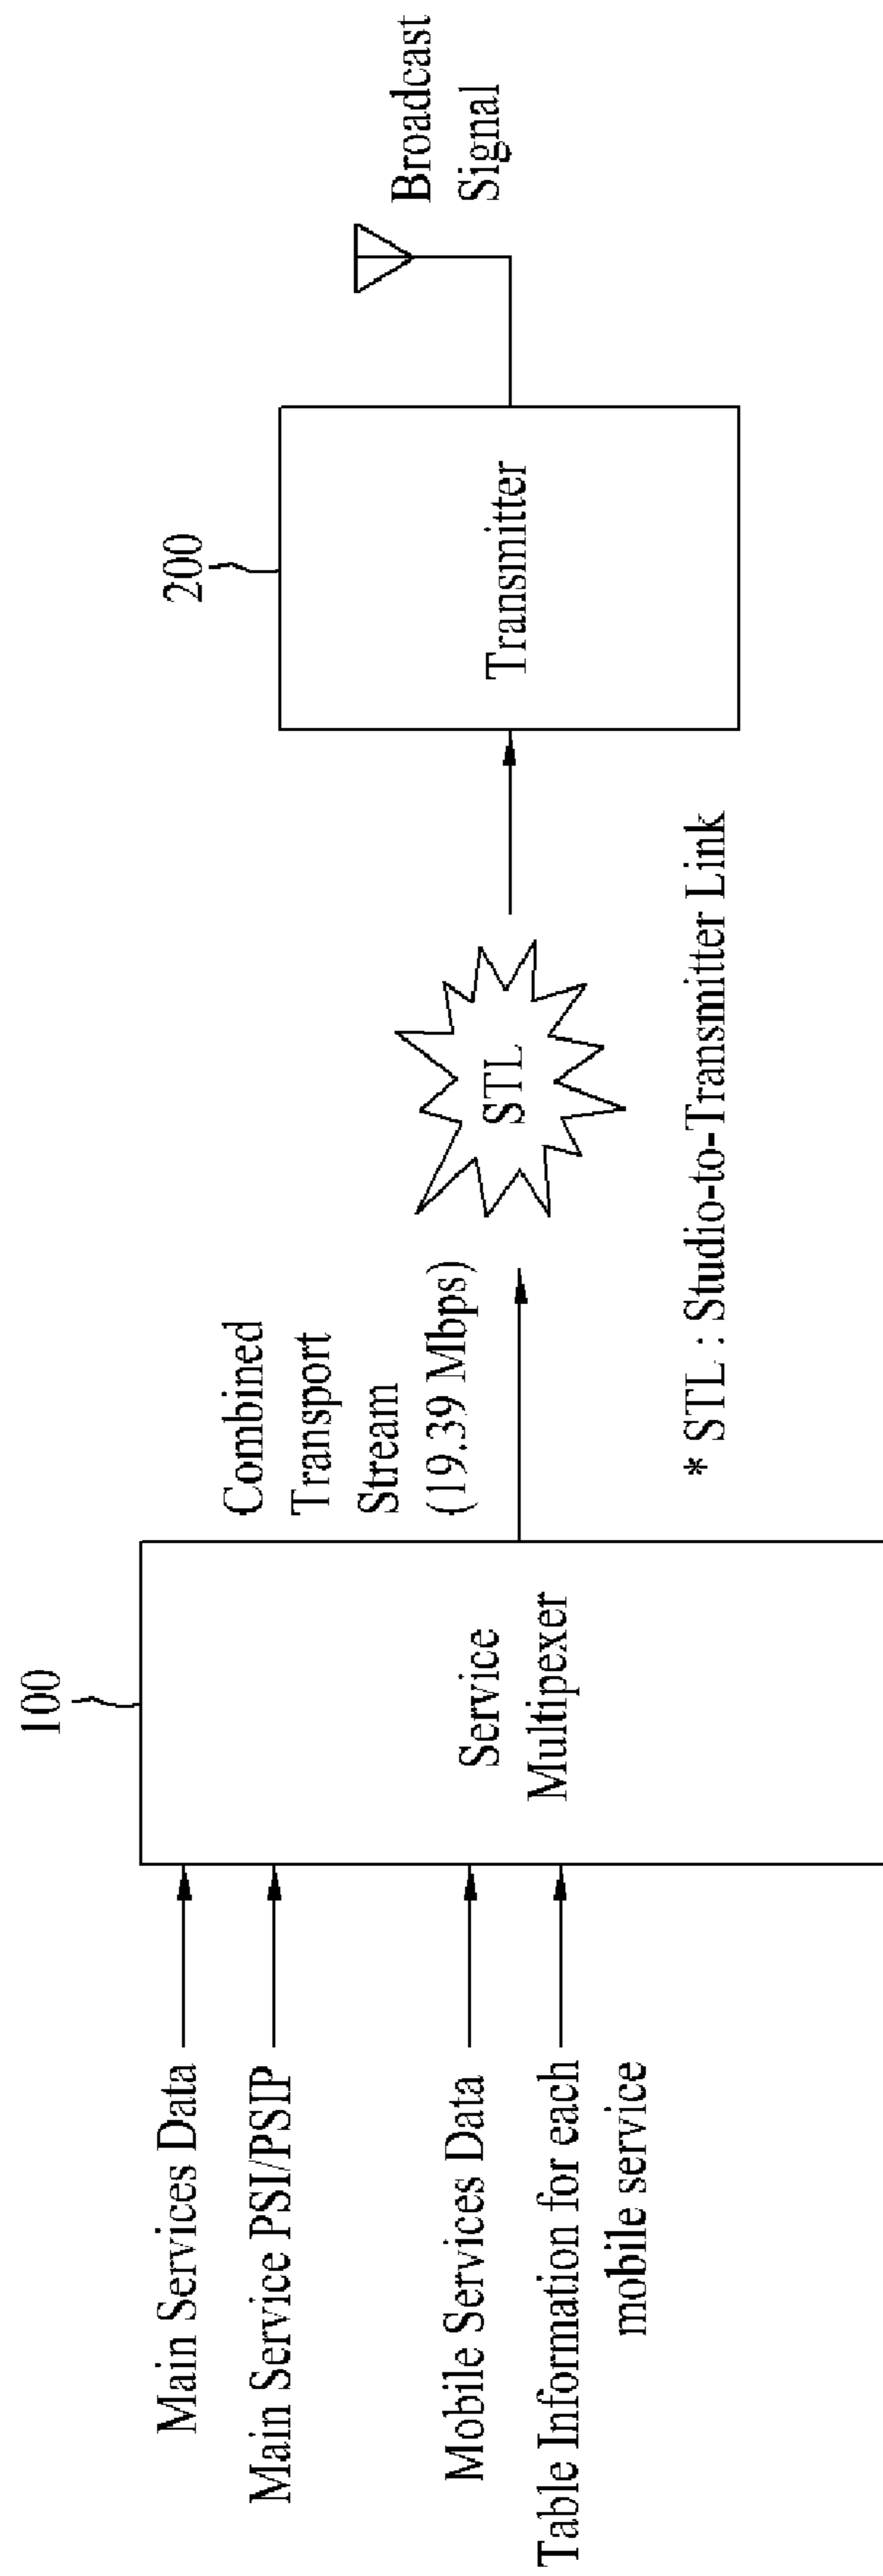 Main Services Data
Main Service PSI/PSIP
Mobile Services Data
Table Information for each
mobile service
100
Service
Multipexer
Combined
Transport
Stream
(19.39 Mbps)
STL
* STL : Studio-to-Transmitter Link
200
Transmitter
Broadcast
Signal